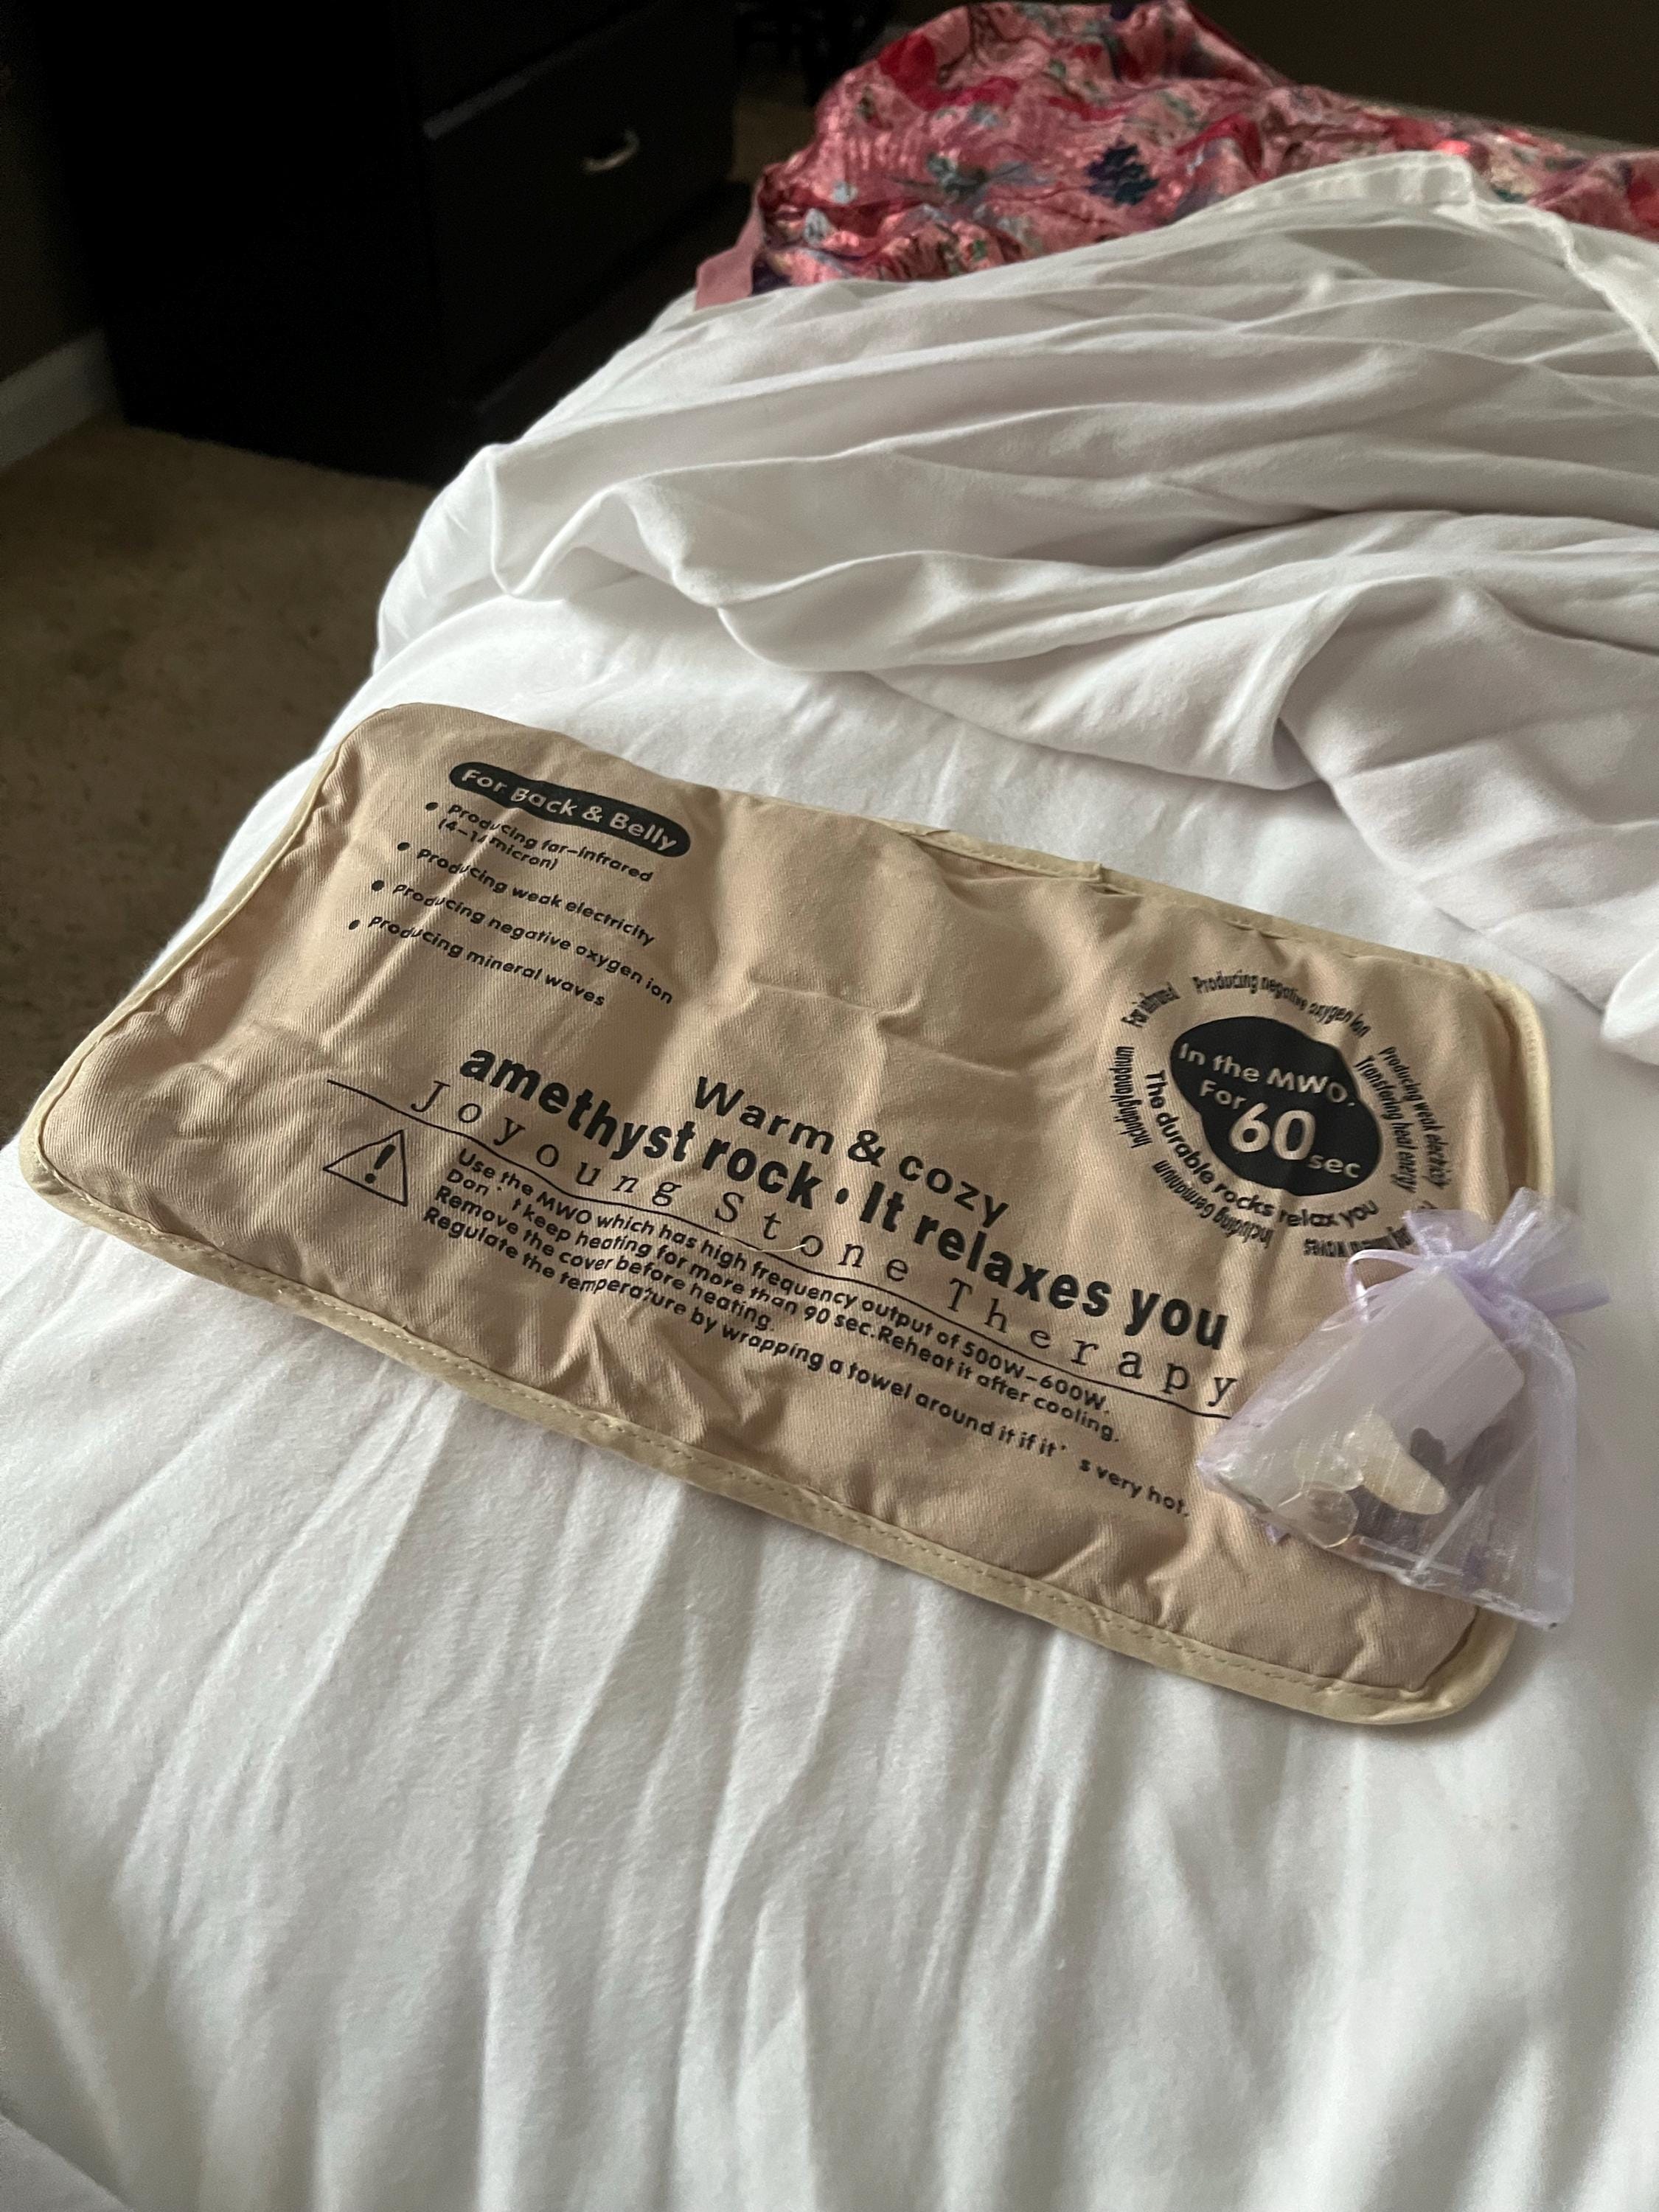 For Back & Belly
• Producing far-infrared
(4-14 micron)
• Producing weak electricity
• Producing negative oxygen ion
• Producing mineral waves
Warm & cozy
amethyst rock • It relaxes you
Joyoung Stone Therapy
Use the MWO which has high frequency output of 500W-600W.
Don't keep heating for more than 90 sec.Reheat it after cooling.
Remove the cover before heating.
Regulate the temperature by wrapping a towel around it if it's very hot.
In the MWO.
For 60 sec
Far infrared
Producing negative oxygen ion
Producing weak electricity
Transfering heat energy
The durable rocks relax you
Including Germanium